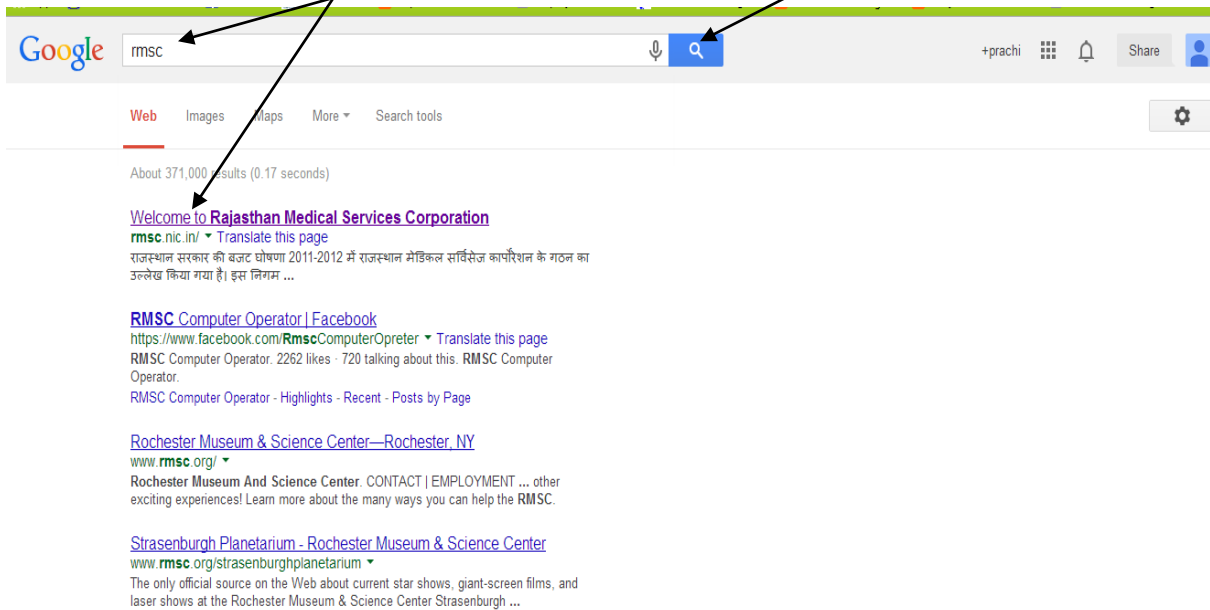 Google rmsc +prachi Share
Web Images Maps More Search tools
About 371,000 results (0.17 seconds)
Welcome to Rajasthan Medical Services Corporation
rmsc.nic.in/ Translate this page
राजस्थान सरकार की बजट घोषणा 2011-2012 में राजस्थान मेडिकल सर्विसेज कार्पोरेशन के गठन का
उल्लेख किया गया है। इस निगम ...
RMSC Computer Operator | Facebook
https://www.facebook.com/RmscComputerOpreter Translate this page
RMSC Computer Operator. 2262 likes · 720 talking about this. RMSC Computer
Operator.
RMSC Computer Operator - Highlights - Recent - Posts by Page
Rochester Museum & Science Center—Rochester, NY
www.rmsc.org/
Rochester Museum And Science Center. CONTACT | EMPLOYMENT ... other
exciting experiences! Learn more about the many ways you can help the RMSC.
Strasenburgh Planetarium - Rochester Museum & Science Center
www.rmsc.org/strasenburghplanetarium
The only official source on the Web about current star shows, giant-screen films, and
laser shows at the Rochester Museum & Science Center Strasenburgh ...